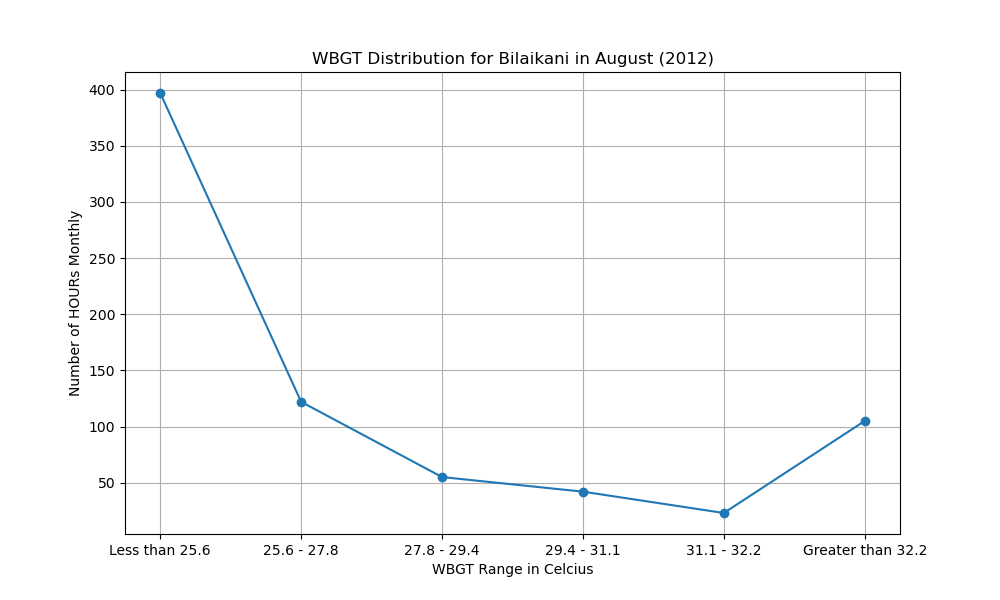 WBGT Distribution for Bilaikani in August (2012)
Number of HOURs Monthly
400
350
300
250
200
150
100
50
Less than 25.6
25.6 - 27.8
27.8 - 29.4
29.4 - 31.1
31.1 - 32.2
Greater than 32.2
WBGT Range in Celcius